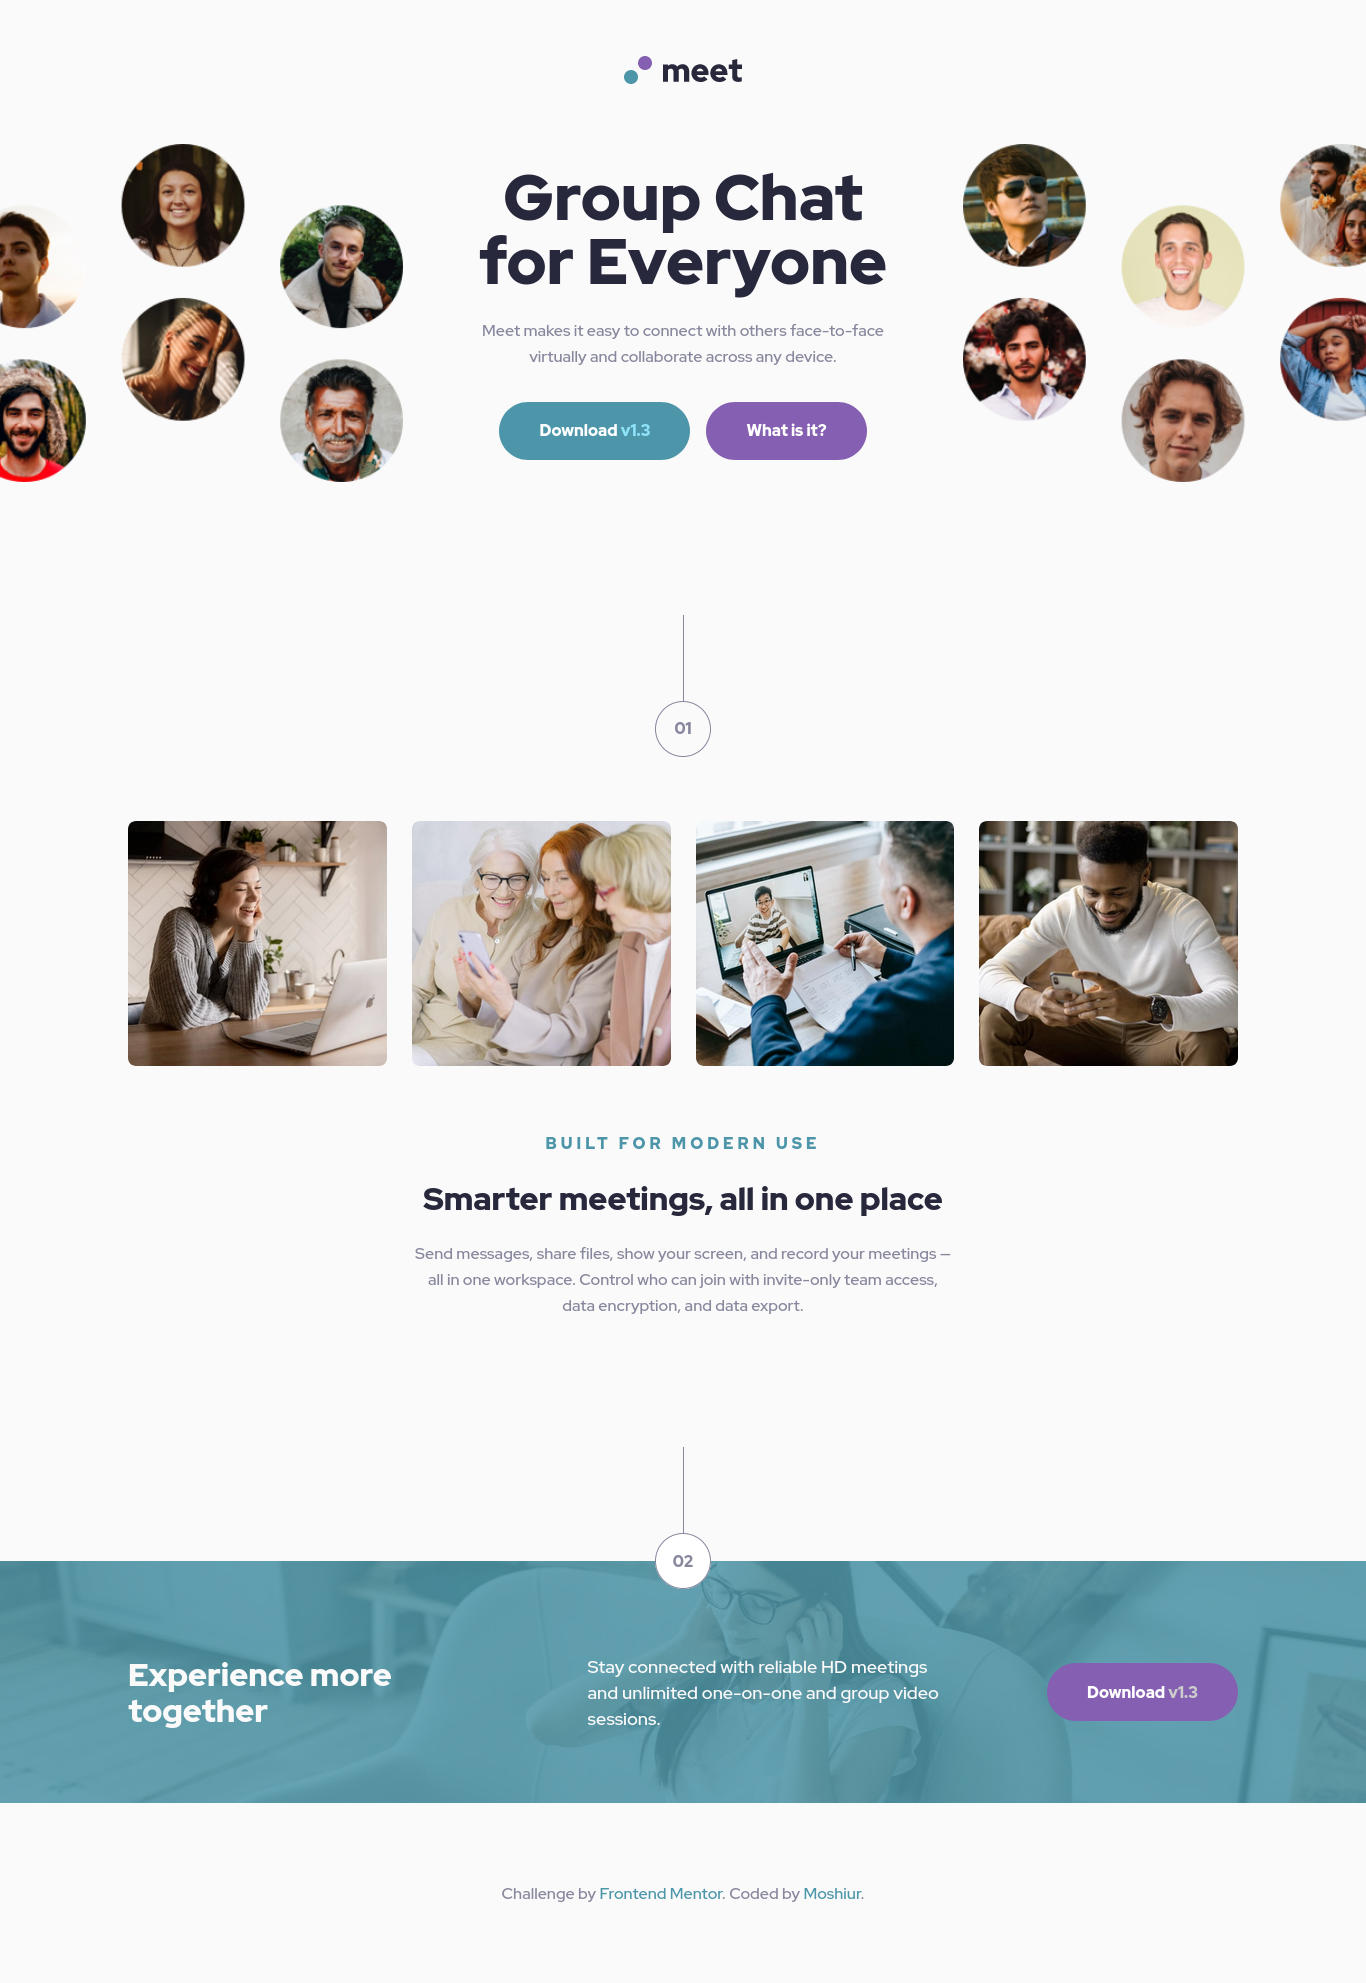 meet
Group Chat
for Everyone
Meet makes it easy to connect with others face-to-face
virtually and collaborate across any device.
Download v1.3
What is it?
01
BUILT FOR MODERN USE
Smarter meetings, all in one place
Send messages, share files, show your screen, and record your meetings —
all in one workspace. Control who can join with invite-only team access,
data encryption, and data export.
02
Experience more
together
Stay connected with reliable HD meetings
and unlimited one-on-one and group video
sessions.
Download v1.3
Challenge by Frontend Mentor. Coded by Moshiur.